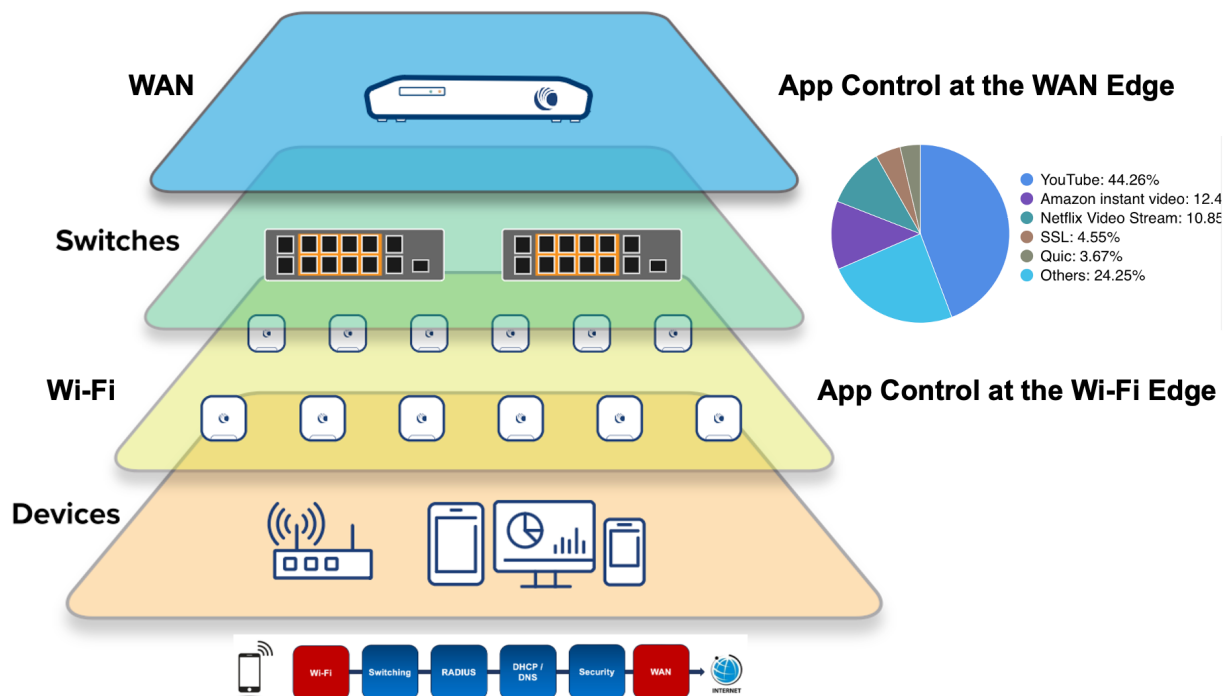 WAN
App Control at the WAN Edge
Switches
YouTube: 44.26%
Amazon instant video: 12.4
Netflix Video Stream: 10.85
SSL: 4.55%
Quic: 3.67%
Others: 24.25%
Wi-Fi
App Control at the Wi-Fi Edge
Devices
Wi-Fi
Switching
RADIUS
DHCP /
DNS
Security
WAN
INTERNET